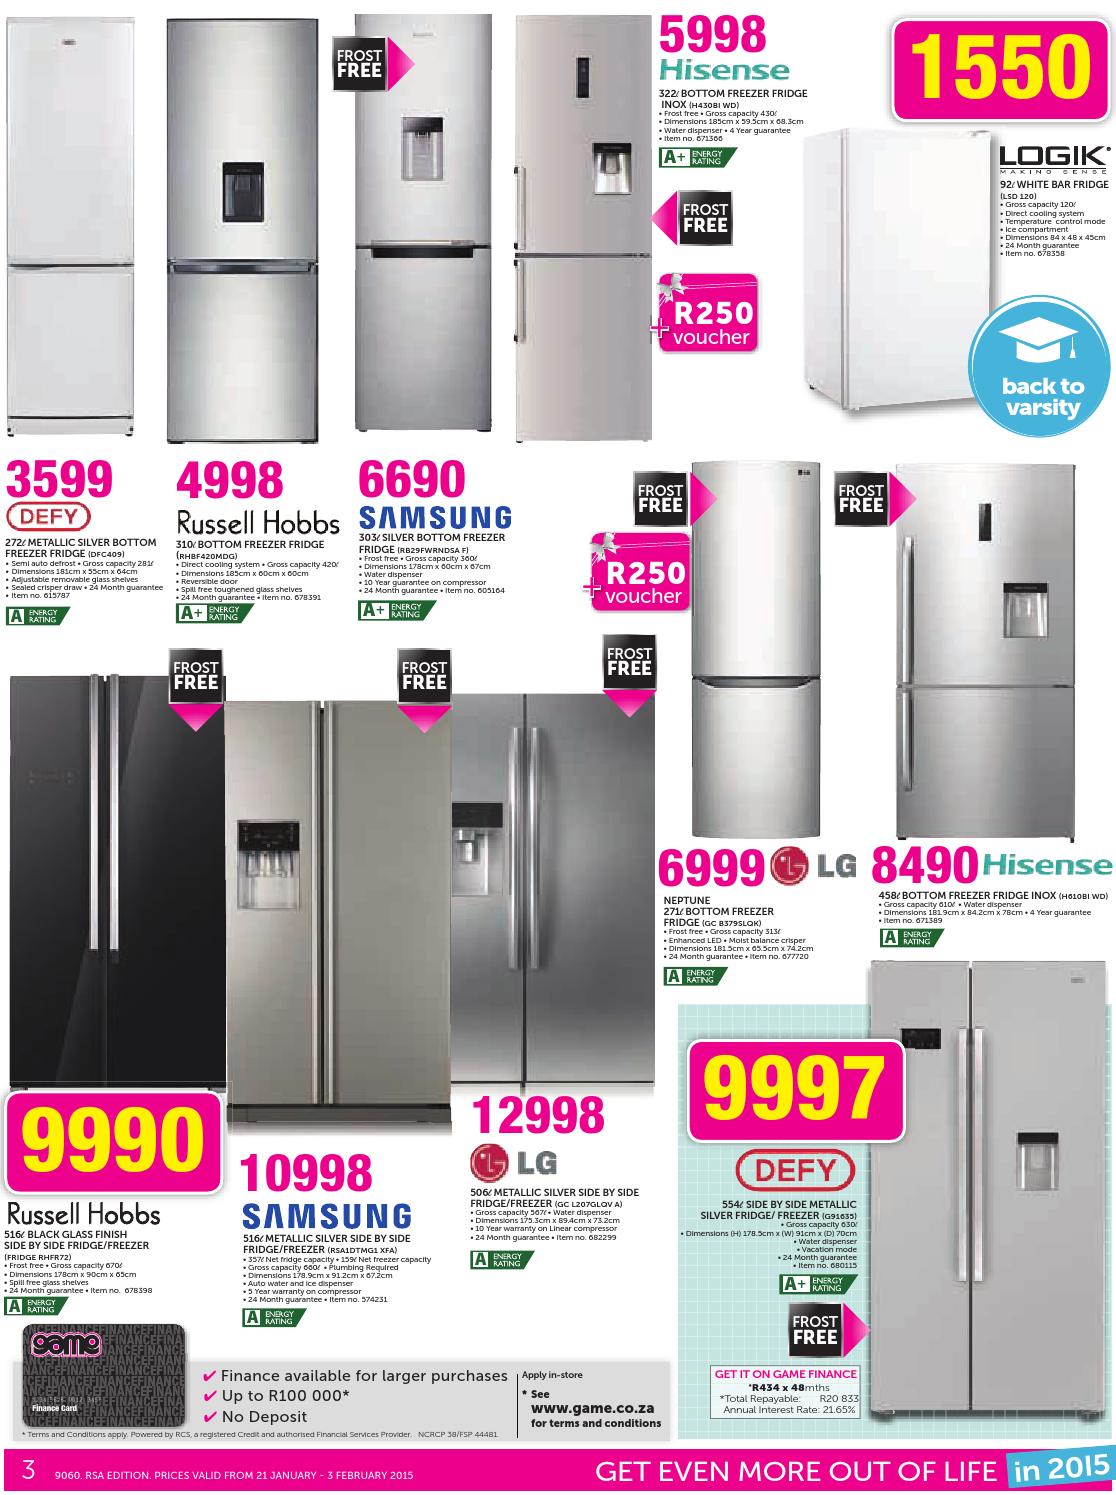 FROST
FREE
5998
Hisense
322ℓ BOTTOM FREEZER FRIDGE
INOX (H430BI WD)
• Frost free • Gross capacity 430ℓ
• Dimensions 185cm x 59.5cm x 68.3cm
• Water dispenser • 4 Year guarantee
• Item no. 671366
A+ ENERGY
RATING
FROST
FREE
+ R250
voucher
1550
LOGIK
MAKING SENSE
92ℓ WHITE BAR FRIDGE
(LSD 120)
• Gross capacity 120ℓ
• Direct cooling system
• Temperature control mode
• Ice compartment
• Dimensions 84 x 48 x 45cm
• 24 Month guarantee
• Item no. 678358
back to
varsity
3599
DEFY
272ℓ METALLIC SILVER BOTTOM
FREEZER FRIDGE (DFC409)
• Semi auto defrost • Gross capacity 281ℓ
• Dimensions 181cm x 55cm x 64cm
• Adjustable removable glass shelves
• Sealed crisper draw • 24 Month guarantee
• Item no. 615787
A ENERGY
RATING
4998
Russell Hobbs
310ℓ BOTTOM FREEZER FRIDGE
(RHBF420MDG)
• Direct cooling system • Gross capacity 420ℓ
• Dimensions 185cm x 60cm x 60cm
• Reversible door
• Spill free toughened glass shelves
• 24 Month guarantee • Item no. 678391
A+ ENERGY
RATING
6690
SAMSUNG
303ℓ SILVER BOTTOM FREEZER
FRIDGE (RB29FWRNDSA F)
• Frost free • Gross capacity 360ℓ
• Dimensions 178cm x 60cm x 67cm
• Water dispenser
• 10 Year guarantee on compressor
• 24 Month guarantee • Item no. 605164
A+ ENERGY
RATING
FROST
FREE
+ R250
voucher
LG
FROST
FREE
FROST
FREE
FROST
FREE
FROST
FREE
6999 LG
NEPTUNE
271ℓ BOTTOM FREEZER
FRIDGE (GC B379SLQK)
• Frost free • Gross capacity 313ℓ
• Enhanced LED • Moist balance crisper
• Dimensions 181.5cm x 65.5cm x 74.2cm
• 24 Month guarantee • Item no. 677720
A ENERGY
RATING
8490 Hisense
458ℓ BOTTOM FREEZER FRIDGE INOX (H610BI WD)
• Gross capacity 610ℓ • Water dispenser
• Dimensions 181.9cm x 84.2cm x 78cm • 4 Year guarantee
• Item no. 671389
A ENERGY
RATING
9990
Russell Hobbs
516ℓ BLACK GLASS FINISH
SIDE BY SIDE FRIDGE/FREEZER
(FRIDGE RHFR72)
• Frost free • Gross capacity 670ℓ
• Dimensions 178cm x 90cm x 65cm
• Spill free glass shelves
• 24 Month guarantee • Item no. 678398
A ENERGY
RATING
10998
SAMSUNG
516ℓ METALLIC SILVER SIDE BY SIDE
FRIDGE/FREEZER (RSA1DTMG1 XFA)
• 357ℓ Net fridge capacity • 159ℓ Net freezer capacity
• Gross capacity 660ℓ • Plumbing Required
• Dimensions 178.9cm x 91.2cm x 67.2cm
• Auto water and Ice dispenser
• 5 Year warranty on compressor
• 24 Month guarantee • Item no. 574231
A ENERGY
RATING
12998
LG
506ℓ METALLIC SILVER SIDE BY SIDE
FRIDGE/FREEZER (GC L207GLQV A)
• Gross capacity 567ℓ • Water dispenser
• Dimensions 175.3cm x 89.4cm x 73.2cm
• 10 Year warranty on Linear compressor
• 24 Month guarantee • Item no. 682299
A ENERGY
RATING
9997
DEFY
554ℓ SIDE BY SIDE METALLIC
SILVER FRIDGE/ FREEZER (G91635)
• Gross capacity 630ℓ
• Dimensions (H) 178.5cm x (W) 91cm x (D) 70cm
• Water dispenser
• Vacation mode
• 24 Month guarantee
• Item no. 680115
A+ ENERGY
RATING
FROST
FREE
GET IT ON GAME FINANCE
*R434 x 48mths
*Total Repayable: R20 833
Annual Interest Rate: 21.65%
game
Finance Card
✔ Finance available for larger purchases
✔ Up to R100 000*
✔ No Deposit
Apply in-store
* See
www.game.co.za
for terms and conditions
* Terms and Conditions apply. Powered by RCS, a registered Credit and authorised Financial Services Provider. NCRCP 38/FSP 44481.
3 9060. RSA EDITION. PRICES VALID FROM 21 JANUARY - 3 FEBRUARY 2015
GET EVEN MORE OUT OF LIFE in 2015